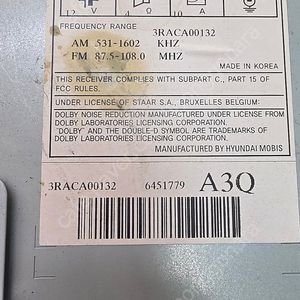 12 V O 10 A
FREQUENCY RANGE 3RACA00132
AM 531-1602 KHZ
FM 87.5-108.0 MHZ
MADE IN KOREA
THIS RECEIVER COMPLIES WITH SUBPART C, PART 15 OF
FCC RULES.
UNDER LICENSE OF STAAR S.A., BRUXELLES BELGIUM:
DOLBY NOISE REDUCTION MANUFACTURED UNDER LICENSE FROM
DOLBY LABORATORIES LICENSING CORPORATION.
"DOLBY" AND THE DOUBLE-D SYMBOL ARE TRADEMARKS OF
DOLBY LABORATORIES LICENSING CORPORATION.
MANUFACTURED BY HYUNDAI MOBIS
3RACA00132 6451779 A3Q